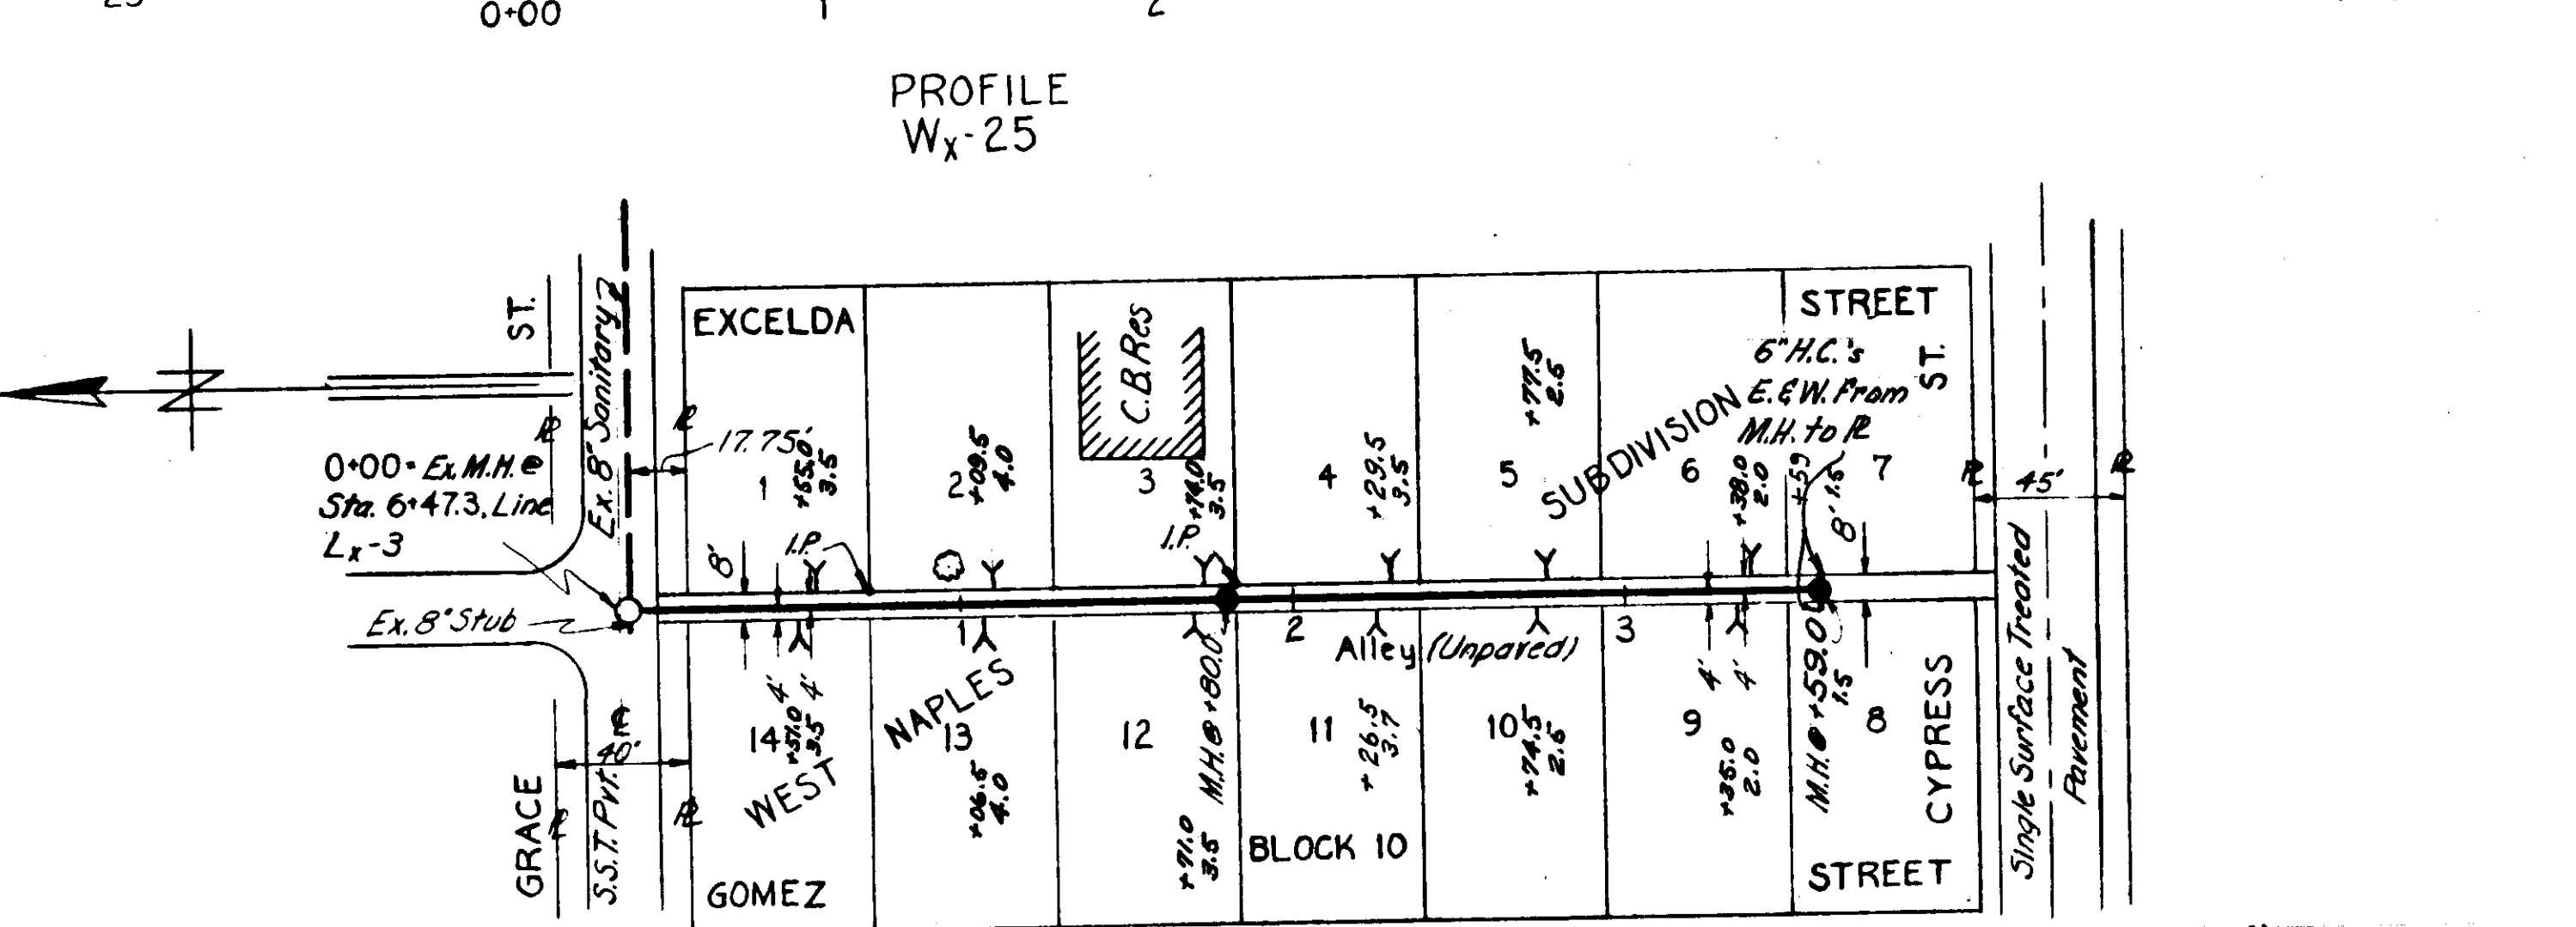 0+00
1
2
PROFILE
Wx-25
ST.
Ex. 8" Sanitary
EXCELDA
C.B.Res
STREET
6"H.C.'s
E.&W. From
M.H. to ℄
ST.
17.75'
0+00 = Ex. M.H. @
Sta. 6+47.3, Line
Lx-3
Ex. 8" Stub
1
+55.0
3.5
2
+09.5
4.0
3
+74.0
3.5
4
+29.5
3.5
5
+77.5
2.5
SUBDIVISION
6
+38.0
2.0
+59
1.5
7
45'
8'
I.P.
I.P.
8'
1
2
3
Alley (Unpaved)
4'
4'
4'
4'
14
+51.0
3.5
WEST
NAPLES
13
+06.5
4.0
12
+71.0
3.5
M.H. @ +80.0
11
+26.5
3.7
10
+74.5
2.6
9
+35.0
2.0
M.H. @ +59.0
1.5
8
CYPRESS
Single Surface Treated
Pavement
GRACE
S.S.T. Pvt.
40'
GOMEZ
BLOCK 10
STREET